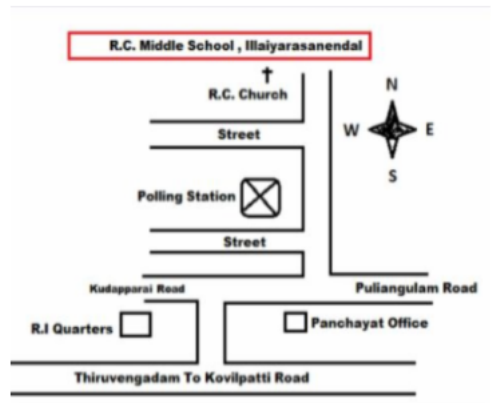 R.C. Middle School , Illaiyarasanendal
R.C. Church
N
Street
W E
S
Polling Station
Street
Kudapparai Road
Puliangulam Road
R.I Quarters
Panchayat Office
Thiruvengadam To Kovilpatti Road